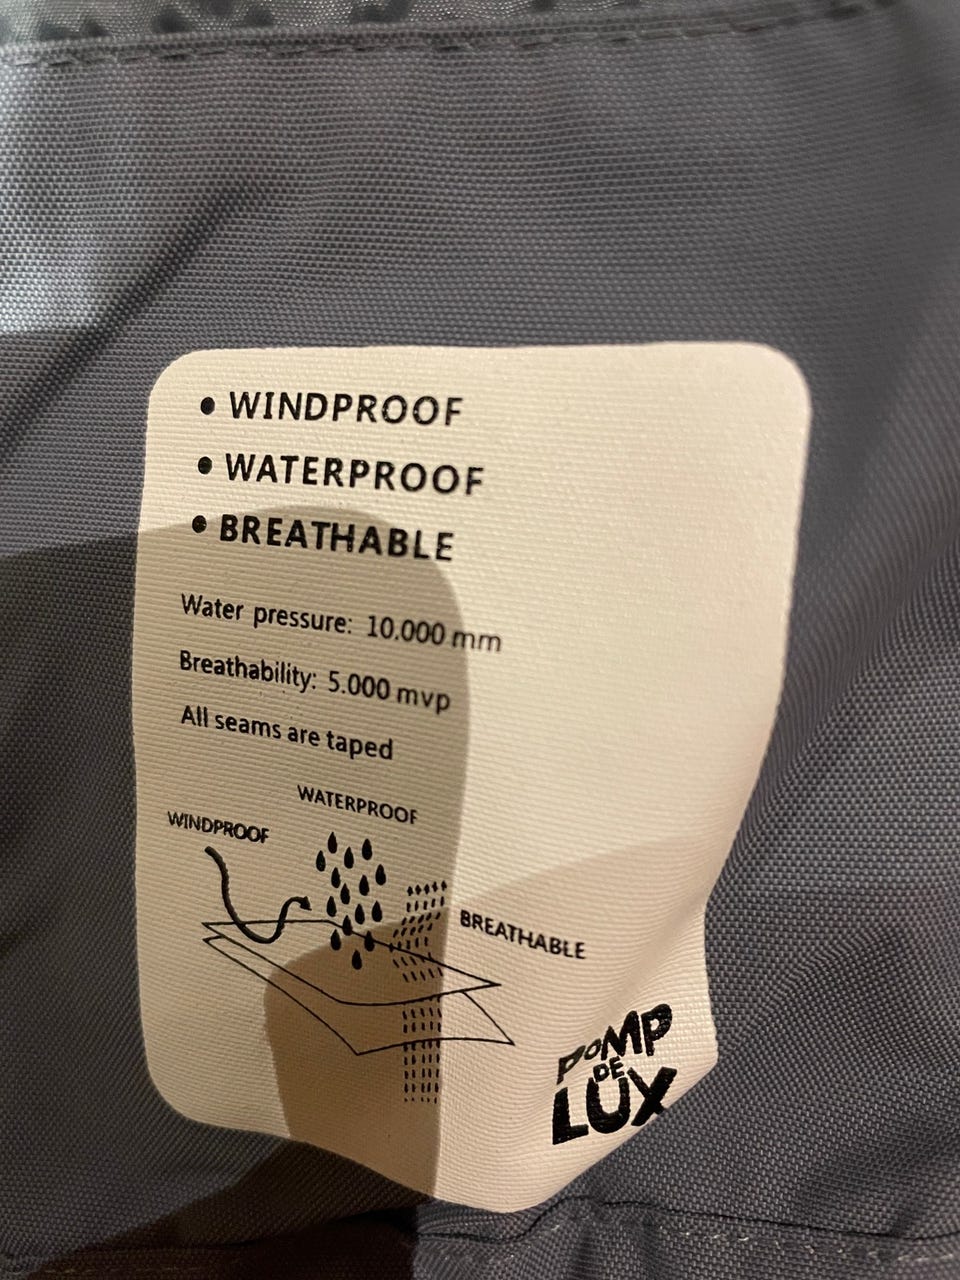 • WINDPROOF
• WATERPROOF
• BREATHABLE
Water pressure: 10.000 mm
Breathability: 5.000 mvp
All seams are taped
WATERPROOF
WINDPROOF
BREATHABLE
POMP
DE
LUX